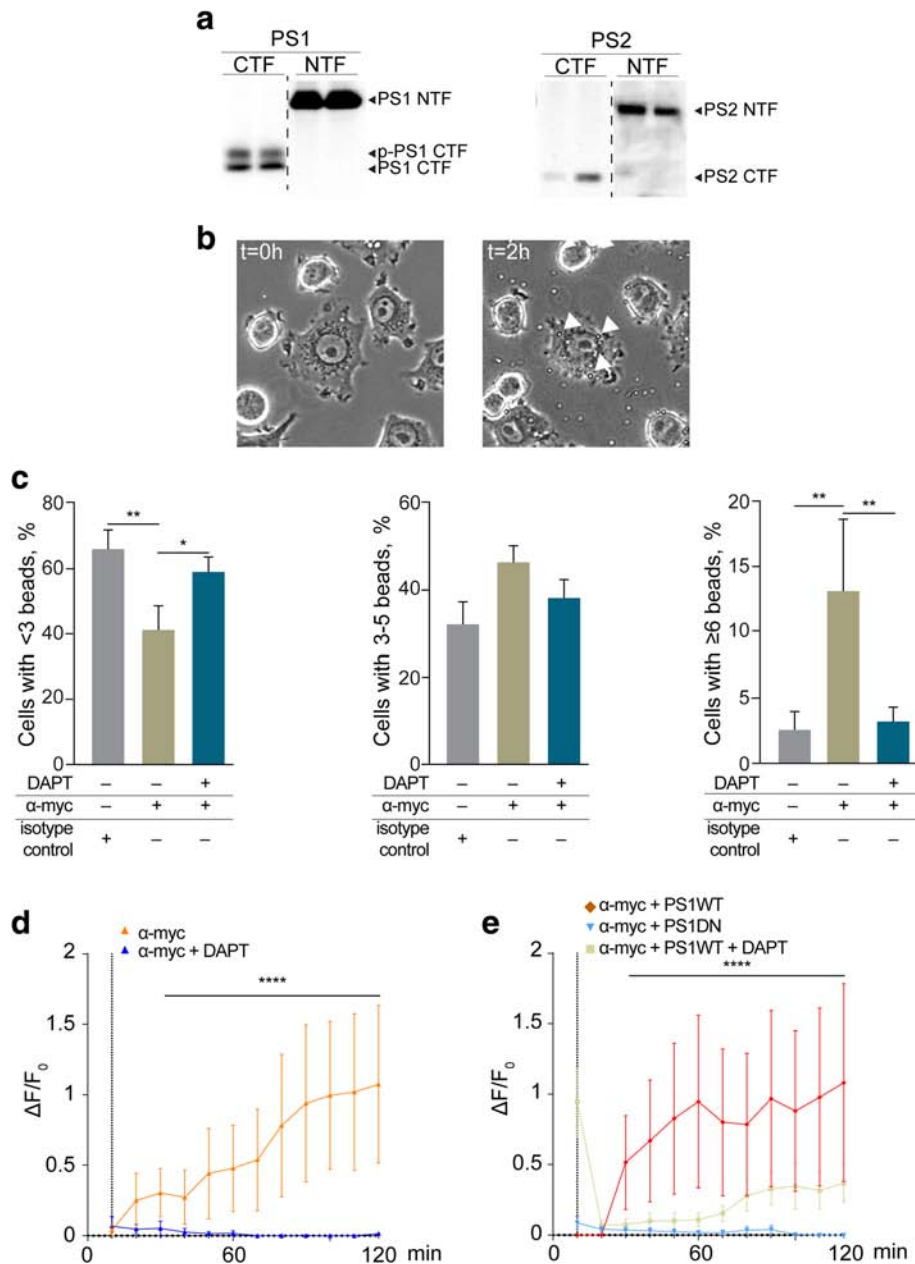 a
PS1
PS2
CTF NTF
CTF NTF
PS1 NTF
p-PS1 CTF
PS1 CTF
PS2 NTF
PS2 CTF
b
t=0h
t=2h
c
Cells with <3 beads, %
80
60
40
20
0
**
*
DAPT – – +
α-myc – + +
isotype control + – –
Cells with 3-5 beads, %
60
40
20
0
DAPT – – +
α-myc – + +
isotype control + – –
Cells with ≥6 beads, %
20
15
10
5
0
**
**
DAPT – – +
α-myc – + +
isotype control + – –
d
α-myc
α-myc + DAPT
****
ΔF/F0
2
1.5
1
0.5
0
0 60 120 min
e
α-myc + PS1WT
α-myc + PS1DN
α-myc + PS1WT + DAPT
****
ΔF/F0
2
1.5
1
0.5
0
0 60 120 min